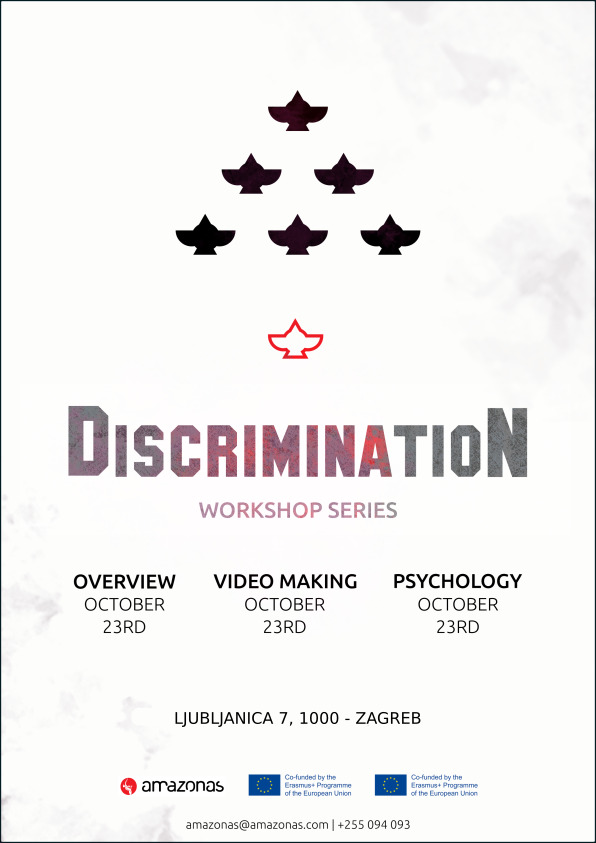 DISCRIMINATION
WORKSHOP SERIES
OVERVIEW
OCTOBER
23RD
VIDEO MAKING
OCTOBER
23RD
PSYCHOLOGY
OCTOBER
23RD
LJUBLJANICA 7, 1000 - ZAGREB
amazonas
Co-funded by the
Erasmus+ Programme
of the European Union
Co-funded by the
Erasmus+ Programme
of the European Union
amazonas@amazonas.com | +255 094 093